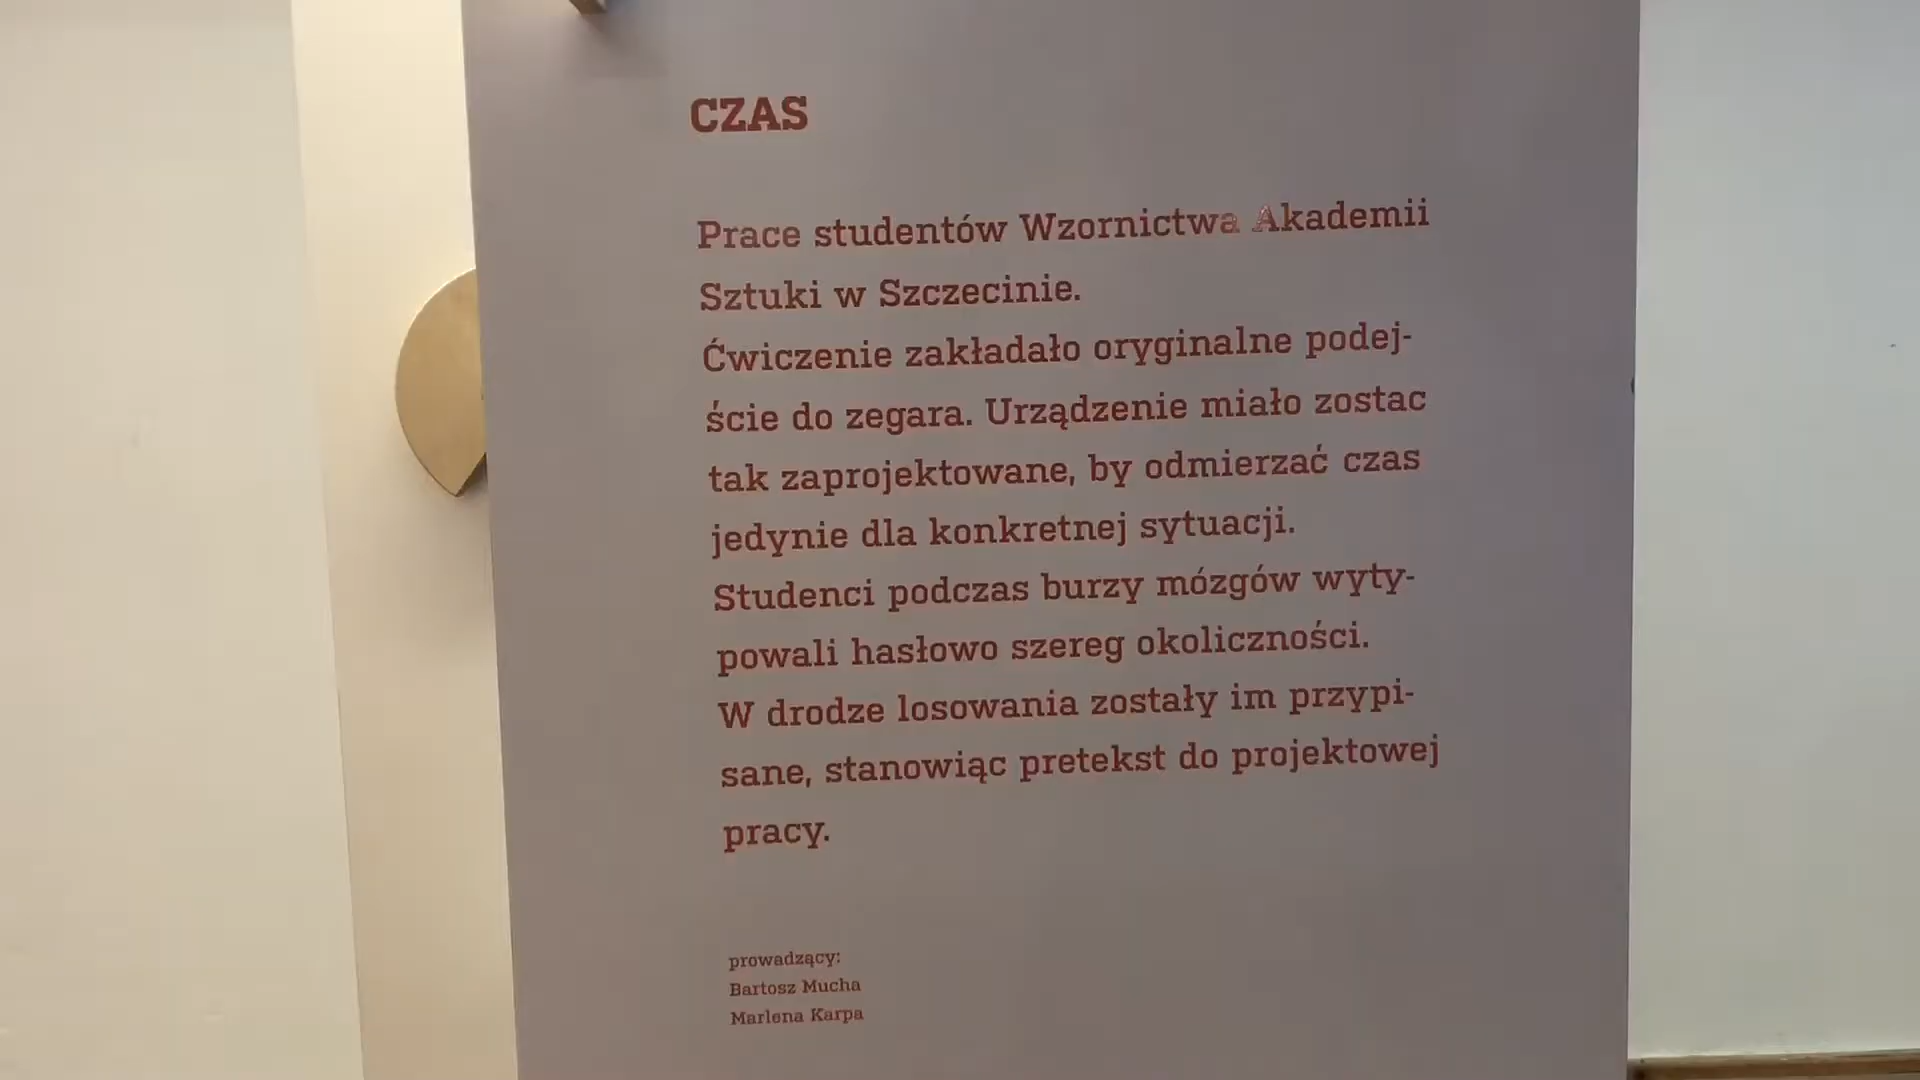 CZAS
Prace studentów Wzornictwa Akademii
Sztuki w Szczecinie.
Ćwiczenie zakładało oryginalne podej-
ście do zegara. Urządzenie miało zostac
tak zaprojektowane, by odmierzać czas
jedynie dla konkretnej sytuacji.
Studenci podczas burzy mózgów wyty-
powali hasłowo szereg okoliczności.
W drodze losowania zostały im przypi-
sane, stanowiąc pretekst do projektowej
pracy.
prowadzący:
Bartosz Mucha
Marlena Karpa